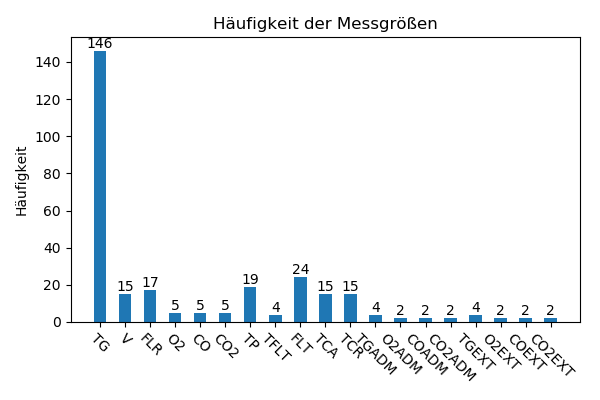 Häufigkeit der Messgrößen
Häufigkeit
140
120
100
80
60
40
20
0
146
15
17
5
5
5
19
4
24
15
15
4
2
2
2
4
2
2
2
TG
V
FLR
O2
CO
CO2
TP
TFLT
FLT
TCA
TCR
TGADM
O2ADM
COADM
CO2ADM
TGEXT
O2EXT
COEXT
CO2EXT